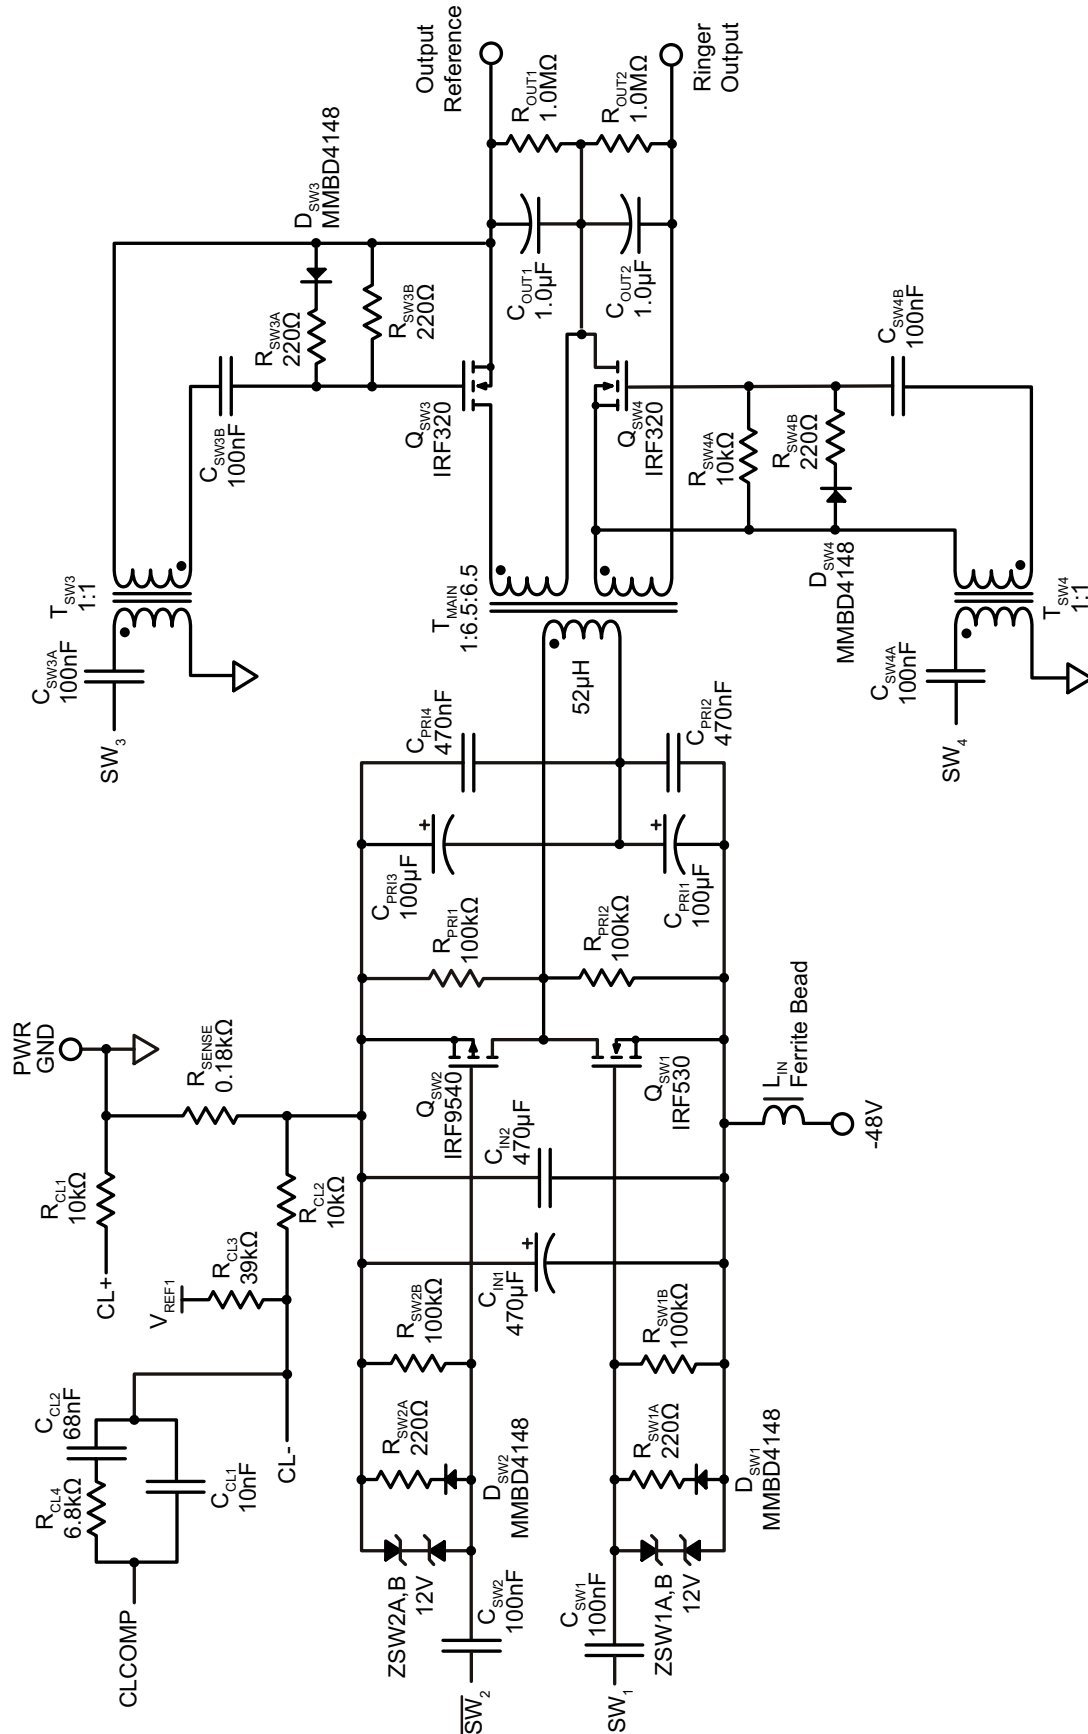 PWR
GND
R_SENSE
0.18kΩ
R_CL1
10kΩ
CL+
V_REF1
R_CL3
39kΩ
R_CL2
10kΩ
CL-
C_CL2
68nF
R_CL4
6.8kΩ
C_CL1
10nF
CLCOMP
T_SW3
1:1
C_SW3A
100nF
SW_3
C_SW3B
100nF
R_SW3A
220Ω
D_SW3
MMBD4148
R_SW3B
220Ω
Q_SW3
IRF320
Output
Reference
R_OUT1
1.0MΩ
R_OUT2
1.0MΩ
Ringer
Output
C_OUT1
1.0µF
C_OUT2
1.0µF
Q_SW4
IRF320
T_MAIN
1:6.5:6.5
52µH
C_PRI4
470nF
C_PRI2
470nF
C_PRI3
100µF
+
C_PRI1
100µF
+
R_PRI1
100kΩ
R_PRI2
100kΩ
Q_SW2
IRF9540
Q_SW1
IRF530
C_IN2
470µF
C_IN1
470µF
+
L_IN
Ferrite Bead
-48V
R_SW2B
100kΩ
R_SW1B
100kΩ
R_SW2A
220Ω
R_SW1A
220Ω
D_SW2
MMBD4148
D_SW1
MMBD4148
ZSW2A,B
12V
ZSW1A,B
12V
C_SW2
100nF
C_SW1
100nF
SW_2
SW_1
R_SW4A
10kΩ
R_SW4B
220Ω
D_SW4
MMBD4148
C_SW4B
100nF
C_SW4A
100nF
SW_4
T_SW4
1:1